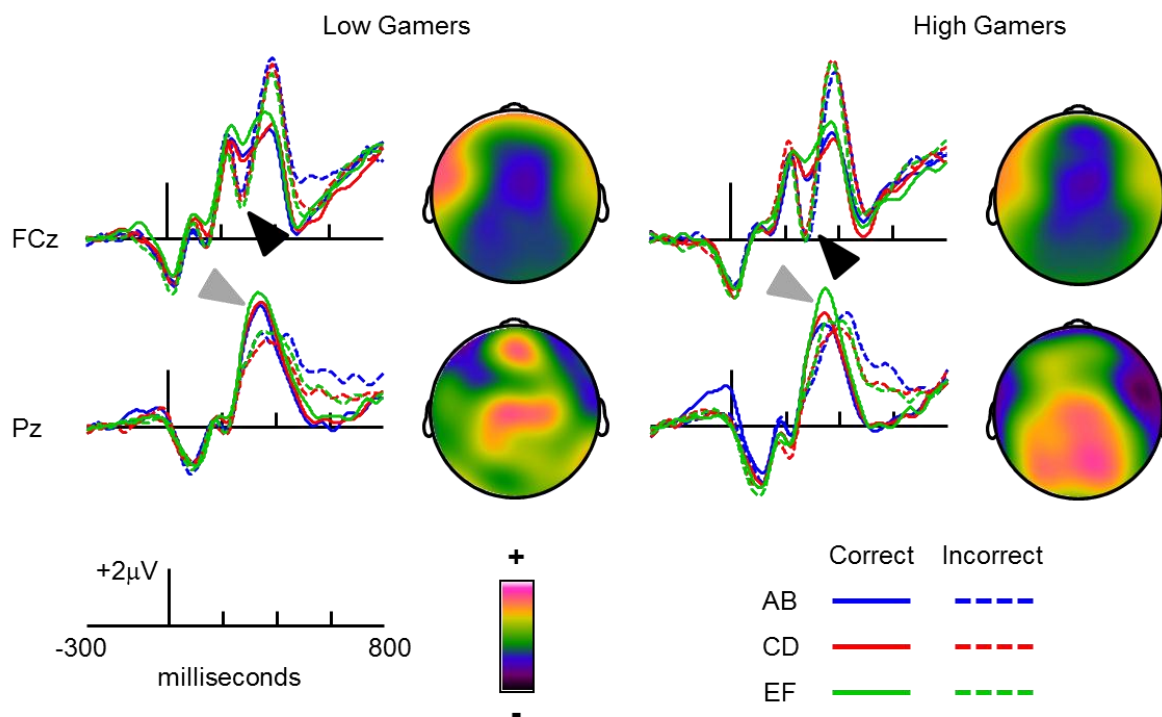 Low Gamers
High Gamers
FCz
Pz
+2μV
-300
800
milliseconds
+
-
Correct
Incorrect
AB
CD
EF